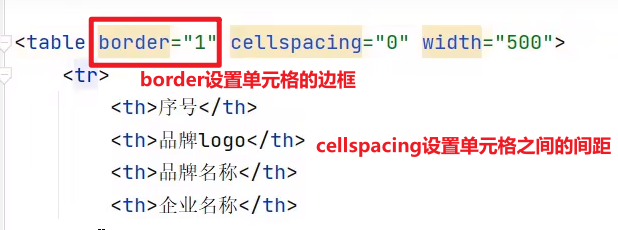 <table border="1" cellspacing="0" width="500">
<tr>
border设置单元格的边框
<th>序号</th>
<th>品牌logo</th>
cellspacing设置单元格之间的间距
<th>品牌名称</th>
<th>企业名称</th>